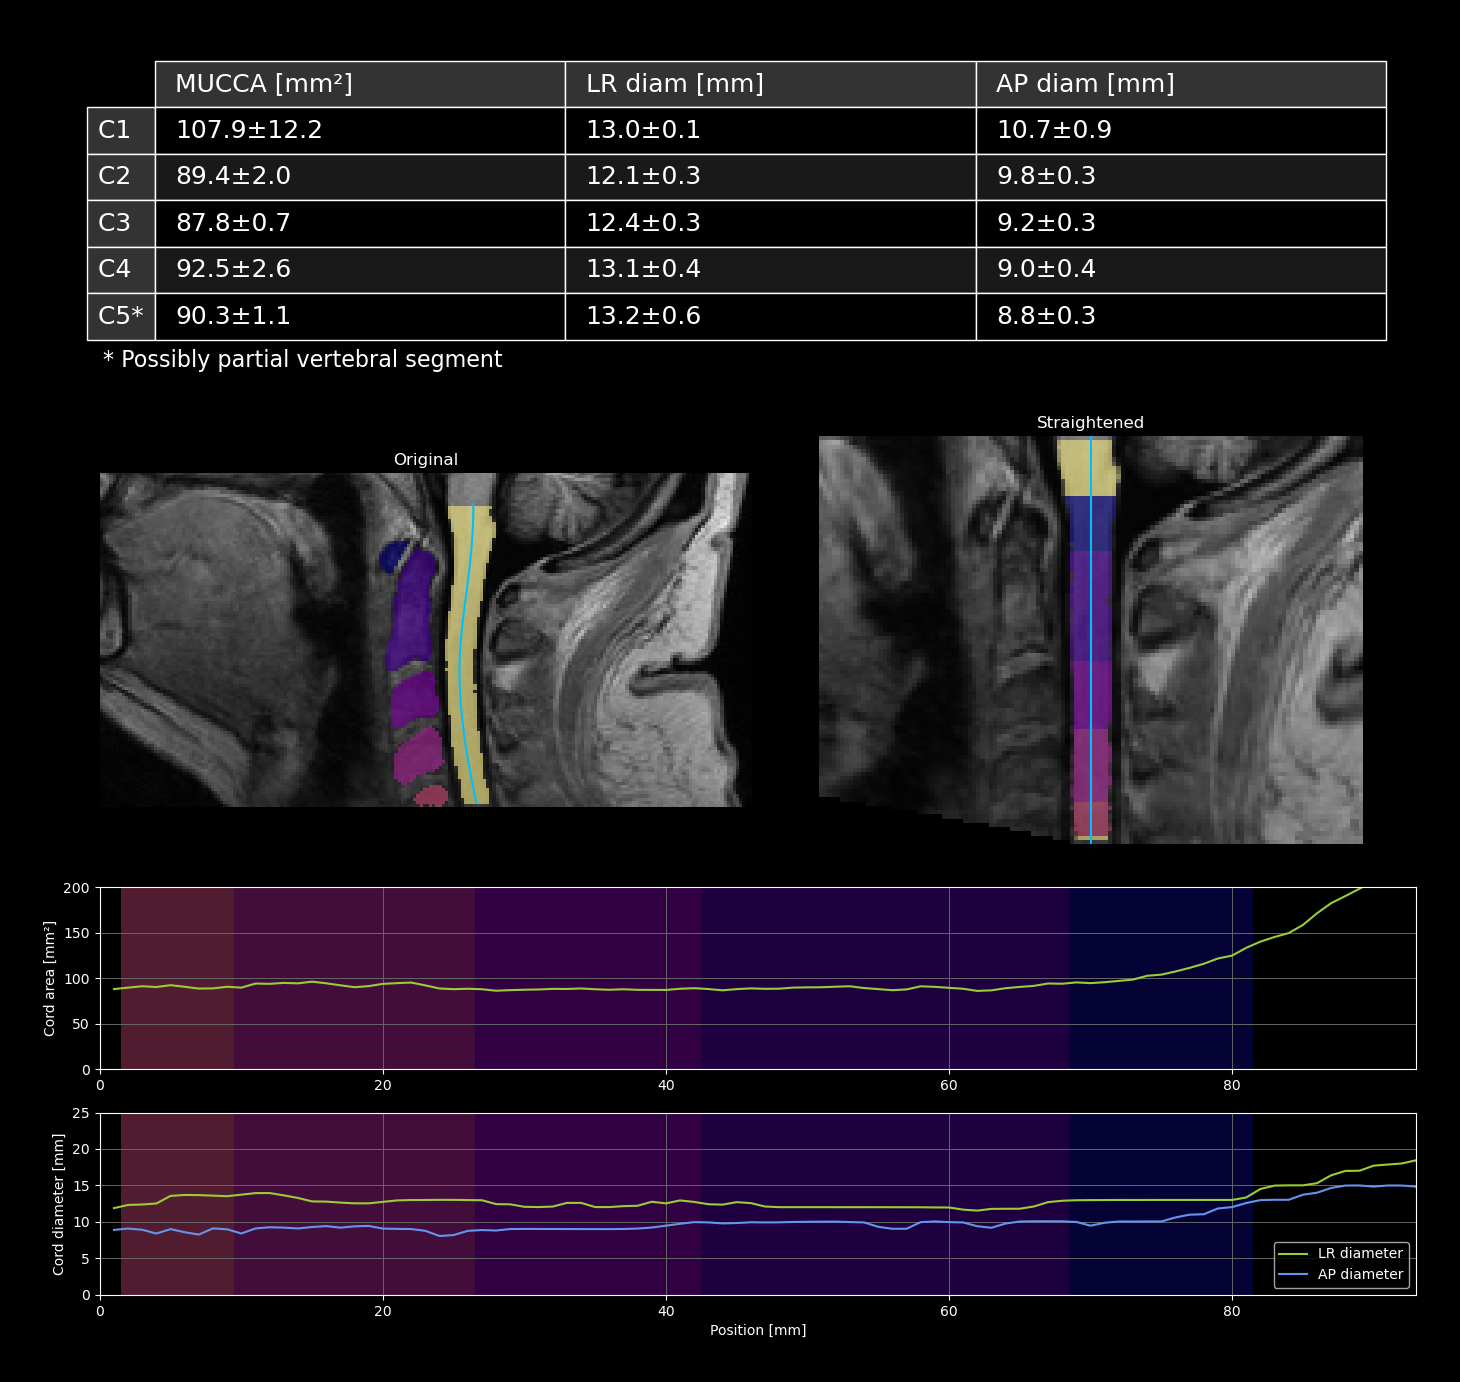 MUCCA [mm²] LR diam [mm] AP diam [mm]
C1 107.9±12.2 13.0±0.1 10.7±0.9
C2 89.4±2.0 12.1±0.3 9.8±0.3
C3 87.8±0.7 12.4±0.3 9.2±0.3
C4 92.5±2.6 13.1±0.4 9.0±0.4
C5* 90.3±1.1 13.2±0.6 8.8±0.3
* Possibly partial vertebral segment
Original
Straightened
Cord area [mm²]
200
150
100
50
0
0 20 40 60 80
Cord diameter [mm]
25
20
15
10
5
0
LR diameter
AP diameter
0 20 40 60 80
Position [mm]